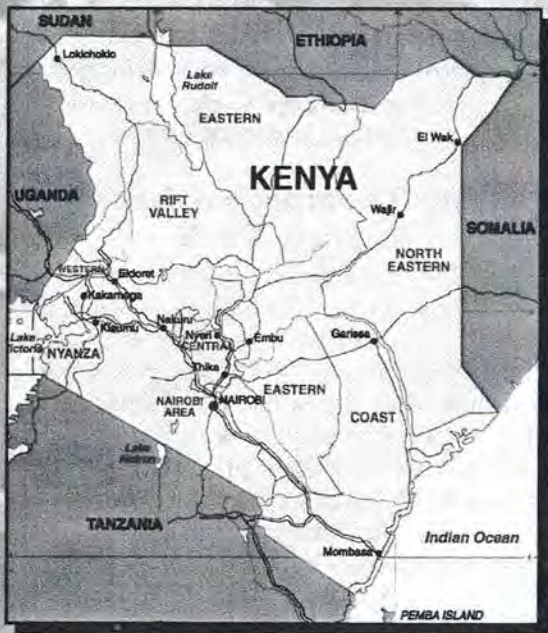 SUDAN
ETHIOPIA
Lokichokio
Lake
Rudolf
EASTERN
El Wak
KENYA
UGANDA
RIFT
VALLEY
Wajir
SOMALIA
NORTH
EASTERN
WESTERN
Eldoret
Kakamega
Kisumu
Nakuru
Nyeri
Embu
Garissa
Lake
Victoria
NYANZA
CENTRAL
Thika
EASTERN
NAIROBI
AREA
NAIROBI
COAST
Lake
Natron
TANZANIA
Indian Ocean
Mombasa
4
PEMBA ISLAND